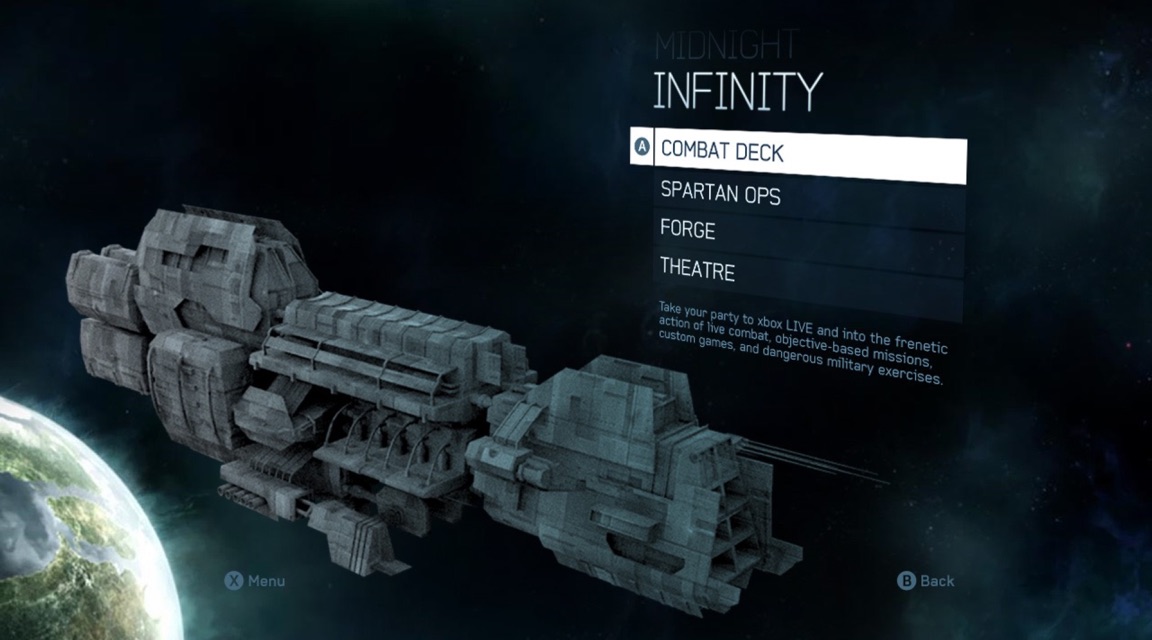 MIDNIGHT
INFINITY
A COMBAT DECK
SPARTAN OPS
FORGE
THEATRE
Take your party to xbox LIVE and into the frenetic
action of live combat, objective-based missions,
custom games, and dangerous military exercises.
X Menu
B Back